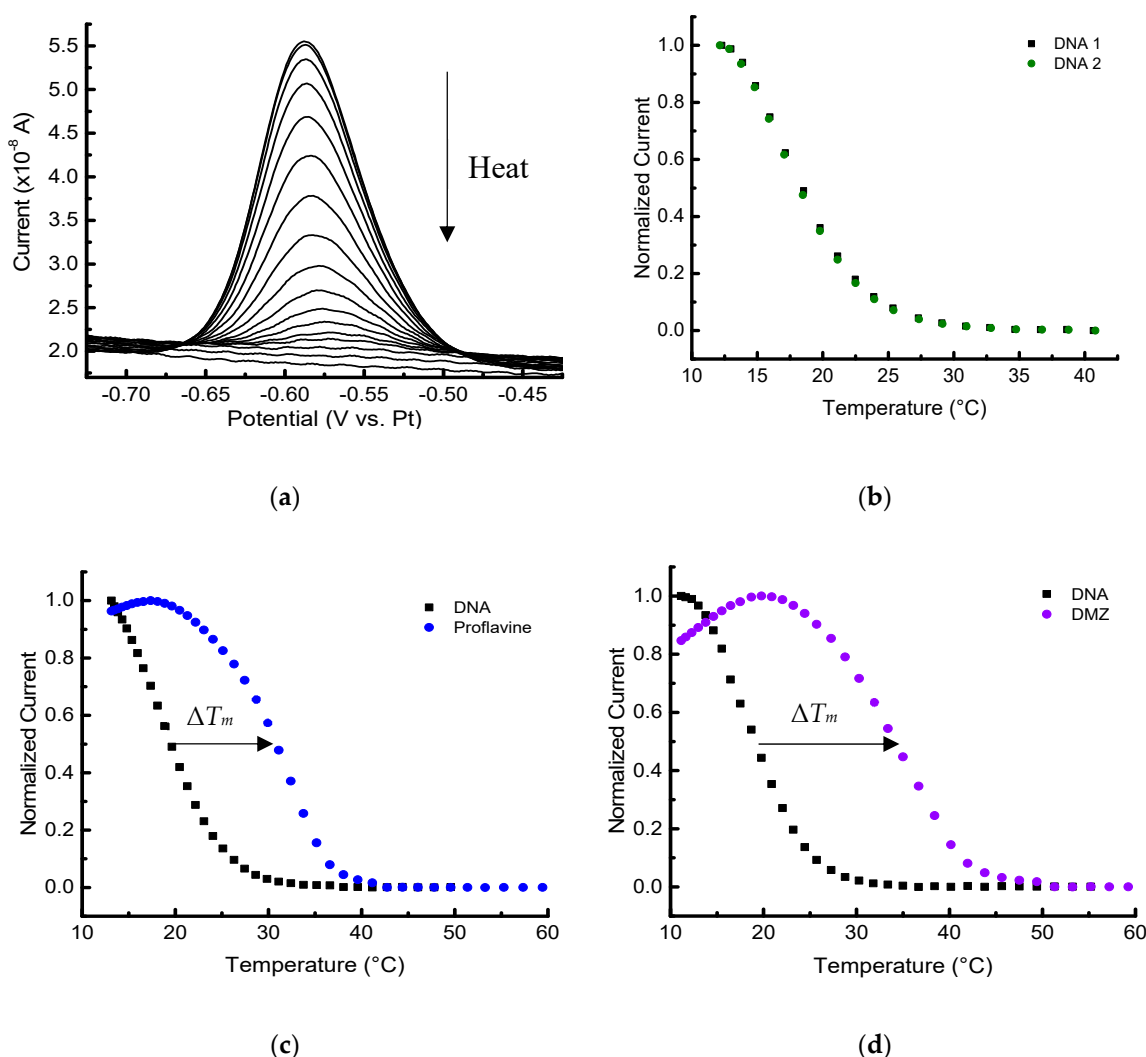 5.5
5.0
4.5
4.0
3.5
3.0
2.5
2.0
Current (x10⁻⁸ A)
Heat
-0.70 -0.65 -0.60 -0.55 -0.50 -0.45
Potential (V vs. Pt)
(a)
1.0
0.8
0.6
0.4
0.2
0.0
Normalized Current
DNA 1
DNA 2
10 15 20 25 30 35 40
Temperature (°C)
(b)
1.0
0.8
0.6
0.4
0.2
0.0
Normalized Current
DNA
Proflavine
ΔTm
10 20 30 40 50 60
Temperature (°C)
(c)
1.0
0.8
0.6
0.4
0.2
0.0
Normalized Current
DNA
DMZ
ΔTm
10 20 30 40 50 60
Temperature (°C)
(d)